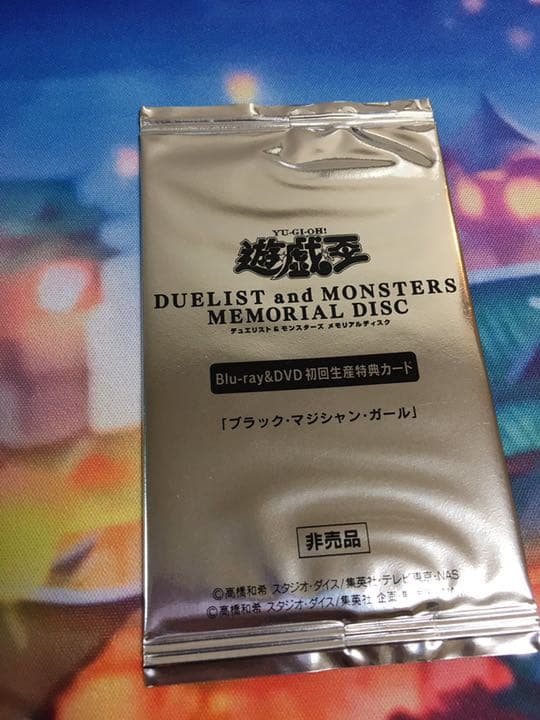 YU-GI-OH!
遊戯王
DUELIST and MONSTERS
MEMORIAL DISC
デュエリスト&モンスターズ メモリアルディスク
Blu-ray&DVD 初回生産特典カード
「ブラック・マジシャン・ガール」
非売品
©高橋和希 スタジオ・ダイス/集英社・テレビ東京・NAS
©高橋和希 スタジオ・ダイス/集英社 企画・